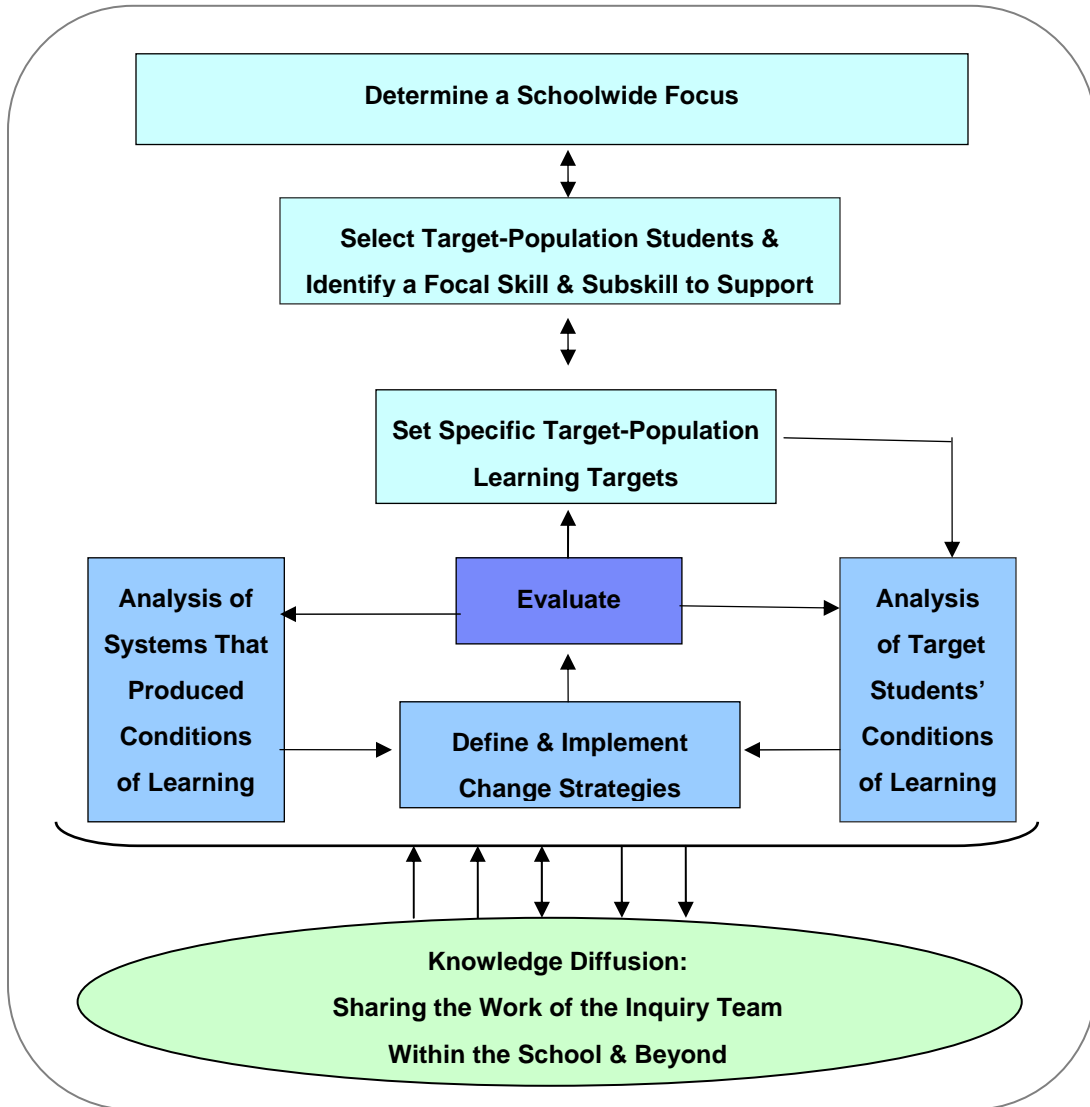 Determine a Schoolwide Focus
Select Target-Population Students &
Identify a Focal Skill & Subskill to Support
Set Specific Target-Population
Learning Targets
Analysis of
Systems That
Produced
Conditions
of Learning
Evaluate
Define & Implement
Change Strategies
Analysis
of Target
Students’
Conditions
of Learning
Knowledge Diffusion:
Sharing the Work of the Inquiry Team
Within the School & Beyond